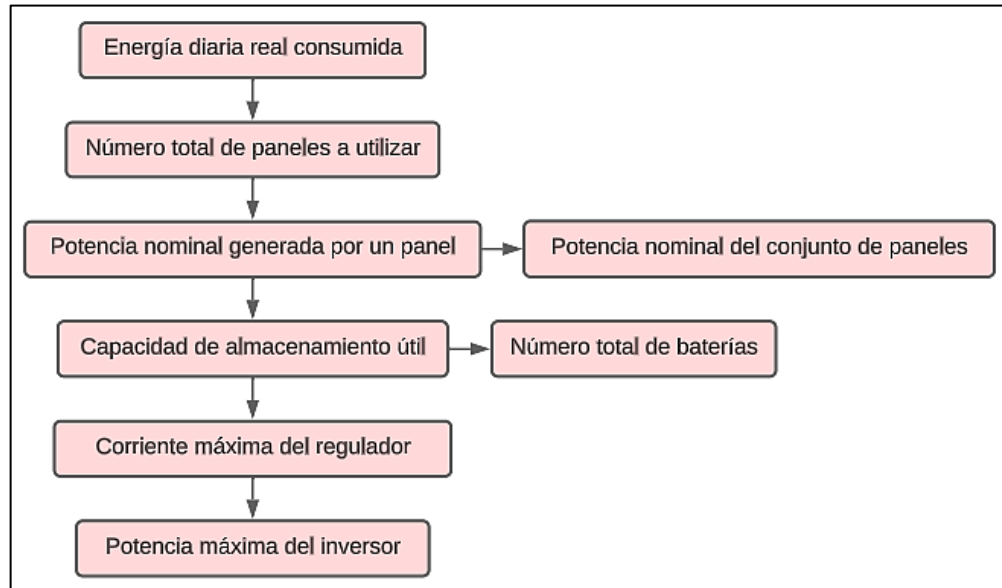 Energía diaria real consumida
Número total de paneles a utilizar
Potencia nominal generada por un panel
Potencia nominal del conjunto de paneles
Capacidad de almacenamiento útil
Número total de baterías
Corriente máxima del regulador
Potencia máxima del inversor